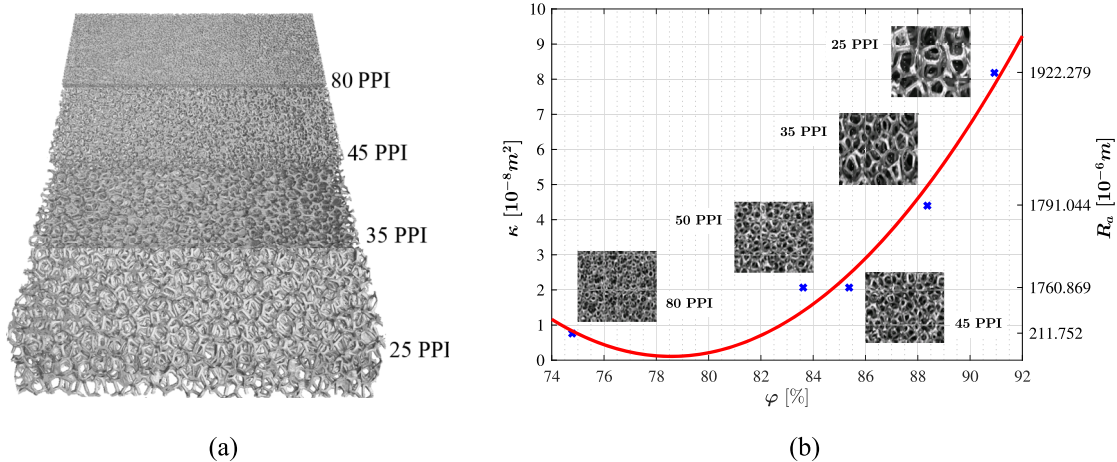 80 PPI
45 PPI
35 PPI
25 PPI
(a)
10
9
8
7
6
5
4
3
2
1
0
κ [10⁻⁸m²]
74
76
78
80
82
84
86
88
90
92
φ [%]
25 PPI
35 PPI
50 PPI
80 PPI
45 PPI
1922.279
1791.044
1760.869
211.752
Rₐ [10⁻⁶m]
(b)